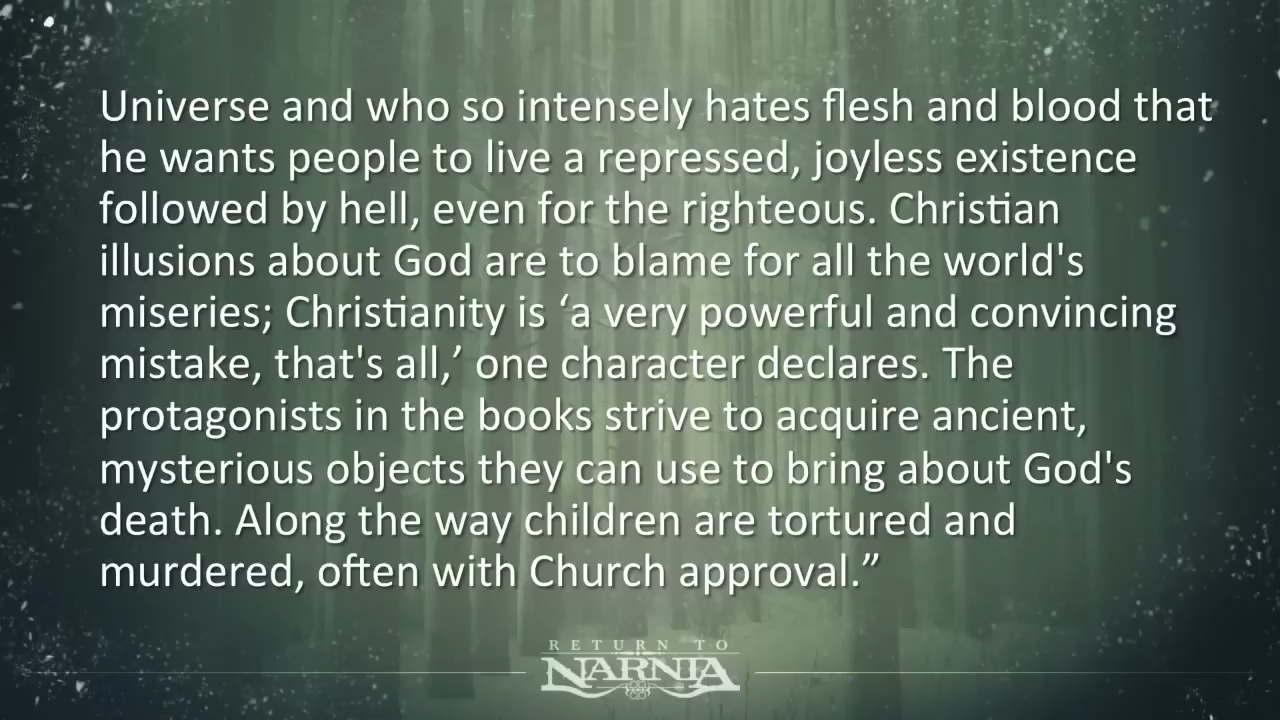 Universe and who so intensely hates flesh and blood that
he wants people to live a repressed, joyless existence
followed by hell, even for the righteous. Christian
illusions about God are to blame for all the world's
miseries; Christianity is ‘a very powerful and convincing
mistake, that's all,’ one character declares. The
protagonists in the books strive to acquire ancient,
mysterious objects they can use to bring about God's
death. Along the way children are tortured and
murdered, often with Church approval.”
RETURN TO
NARNIA